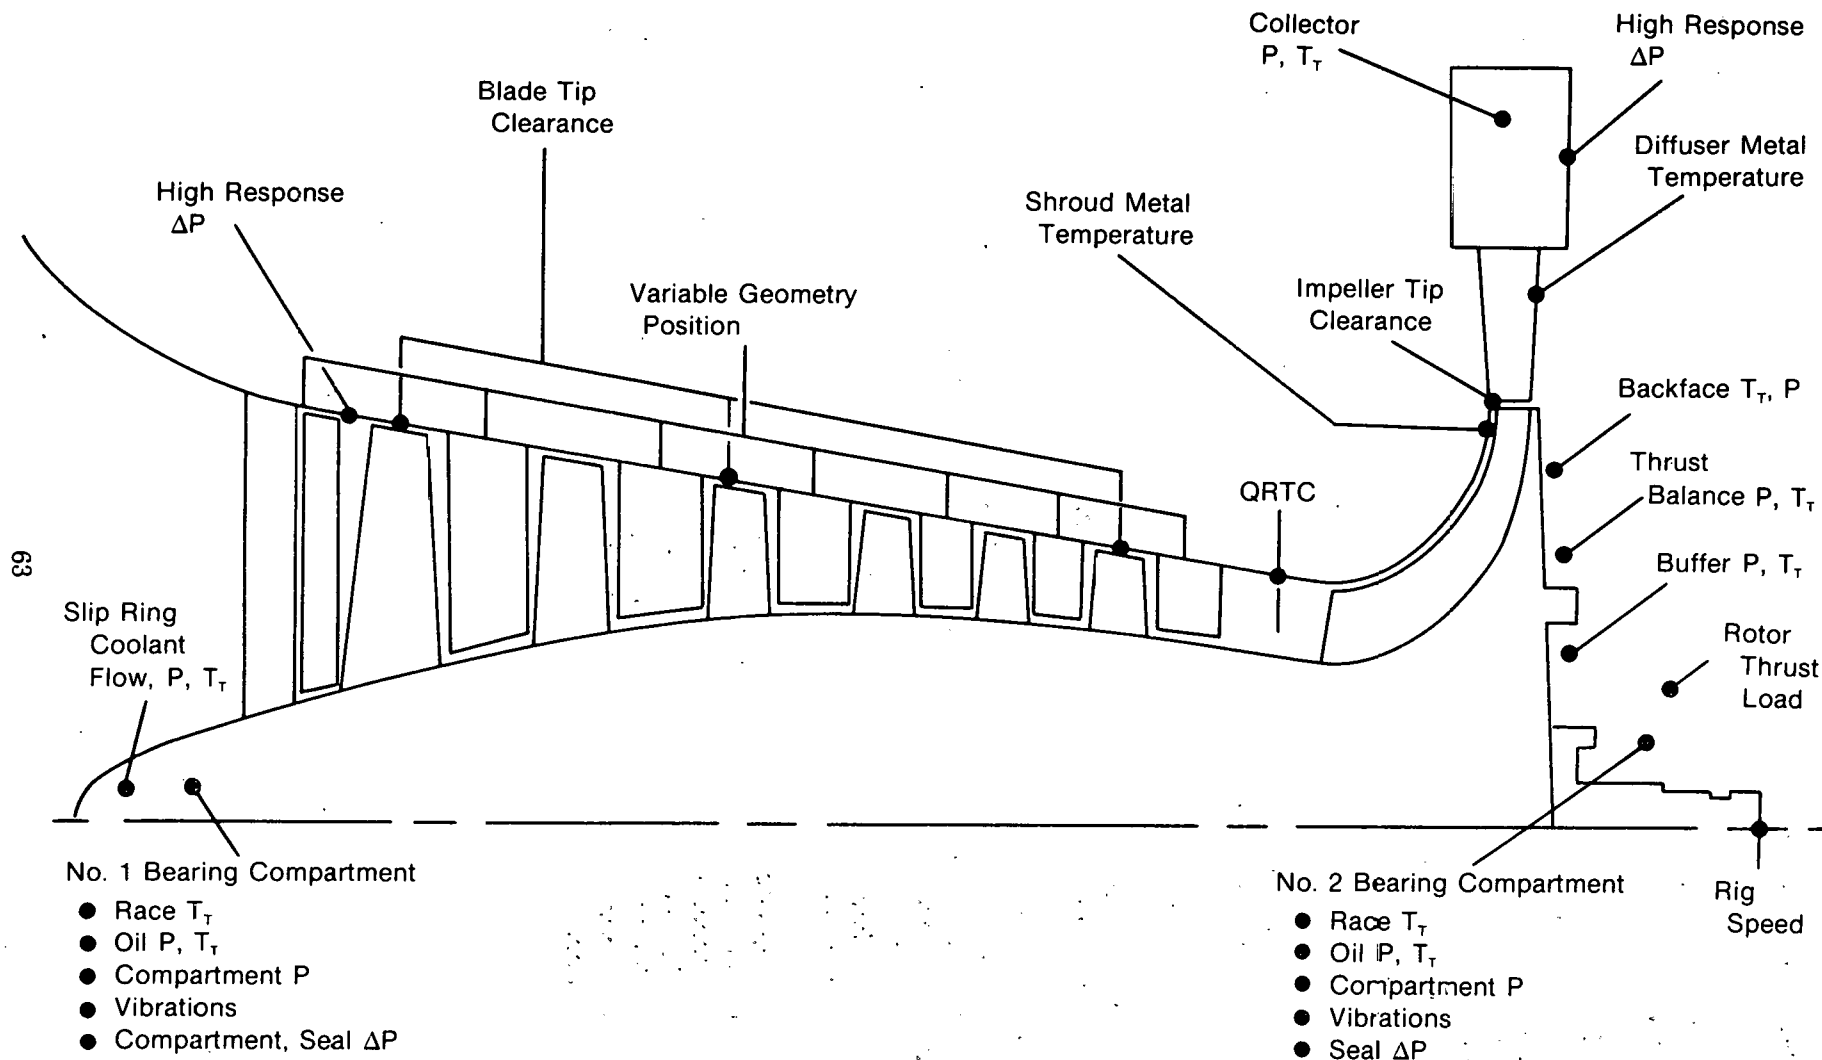 Collector
P, T_T
High Response
ΔP
Blade Tip
Clearance
Diffuser Metal
Temperature
High Response
ΔP
Shroud Metal
Temperature
Variable Geometry
Position
Impeller Tip
Clearance
Backface T_T, P
Thrust
Balance P, T_T
QRTC
Buffer P, T_T
63
Slip Ring
Coolant
Flow, P, T_T
Rotor
Thrust
Load
No. 1 Bearing Compartment
● Race T_T
● Oil P, T_T
● Compartment P
● Vibrations
● Compartment, Seal ΔP
No. 2 Bearing Compartment
● Race T_T
● Oil P, T_T
● Compartment P
● Vibrations
● Seal ΔP
Rig
Speed